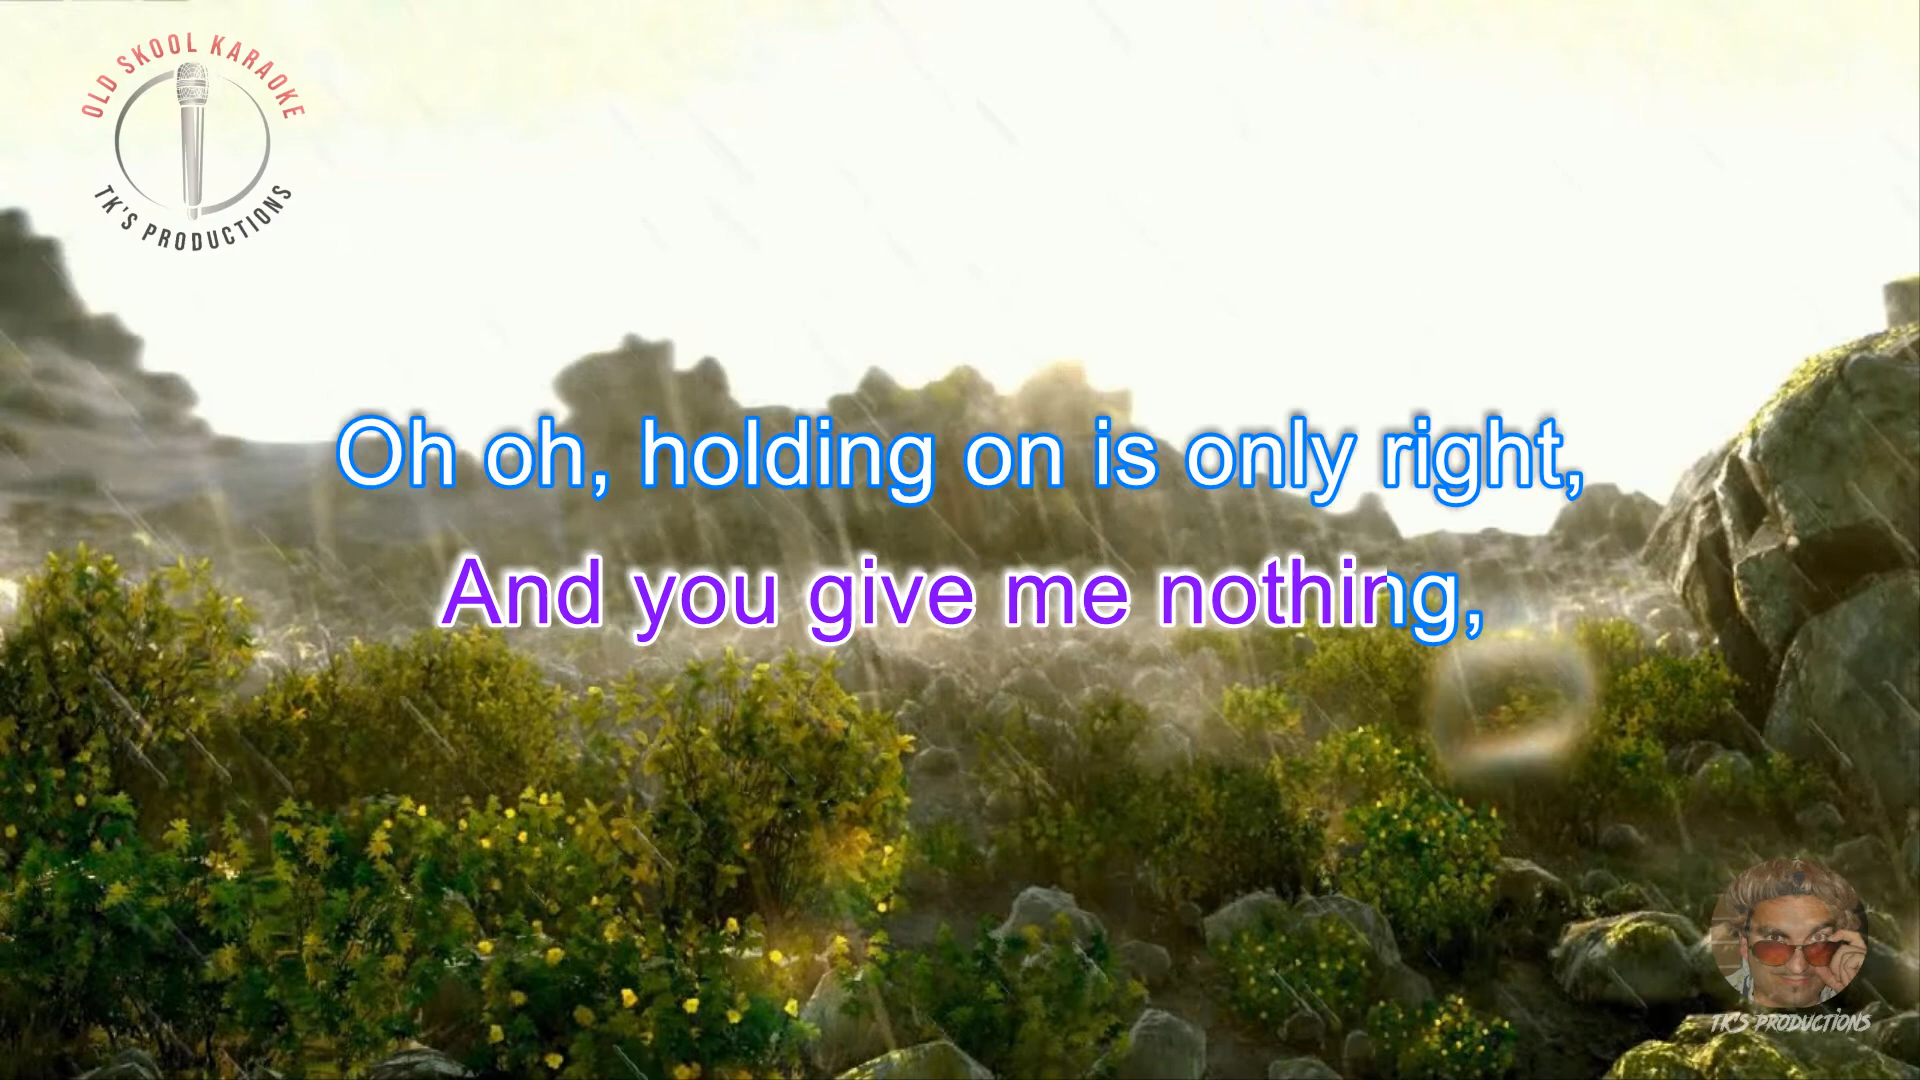 OLD SKOOL KARAOKE
TK'S PRODUCTIONS
Oh oh, holding on is only right,
And you give me nothing,
TK'S PRODUCTIONS